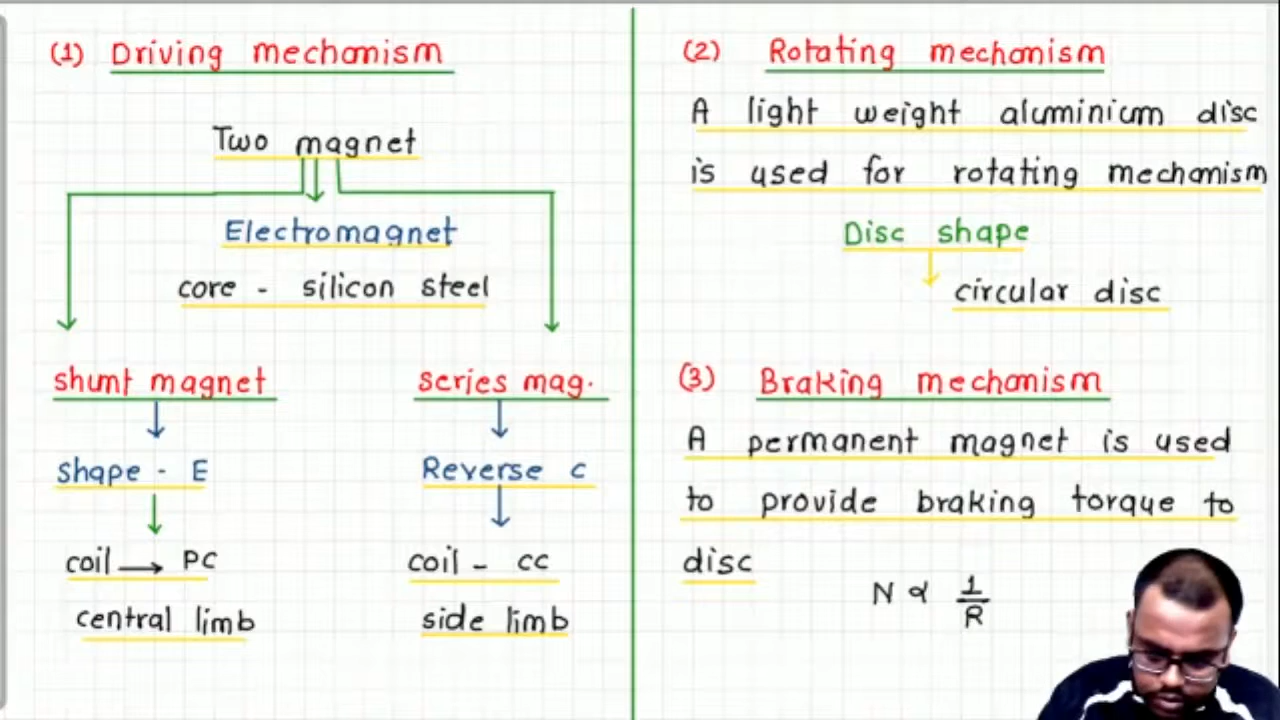 (1) Driving mechanism
Two magnet
Electromagnet
core - silicon steel
shunt magnet
series mag.
shape - E
Reverse c
coil → PC
coil - cc
central limb
side limb
(2) Rotating mechanism
A light weight aluminium disc
is used for rotating mechanism
Disc shape
circular disc
(3) Braking mechanism
A permanent magnet is used
to provide braking torque to
disc
N ∝ 1/R